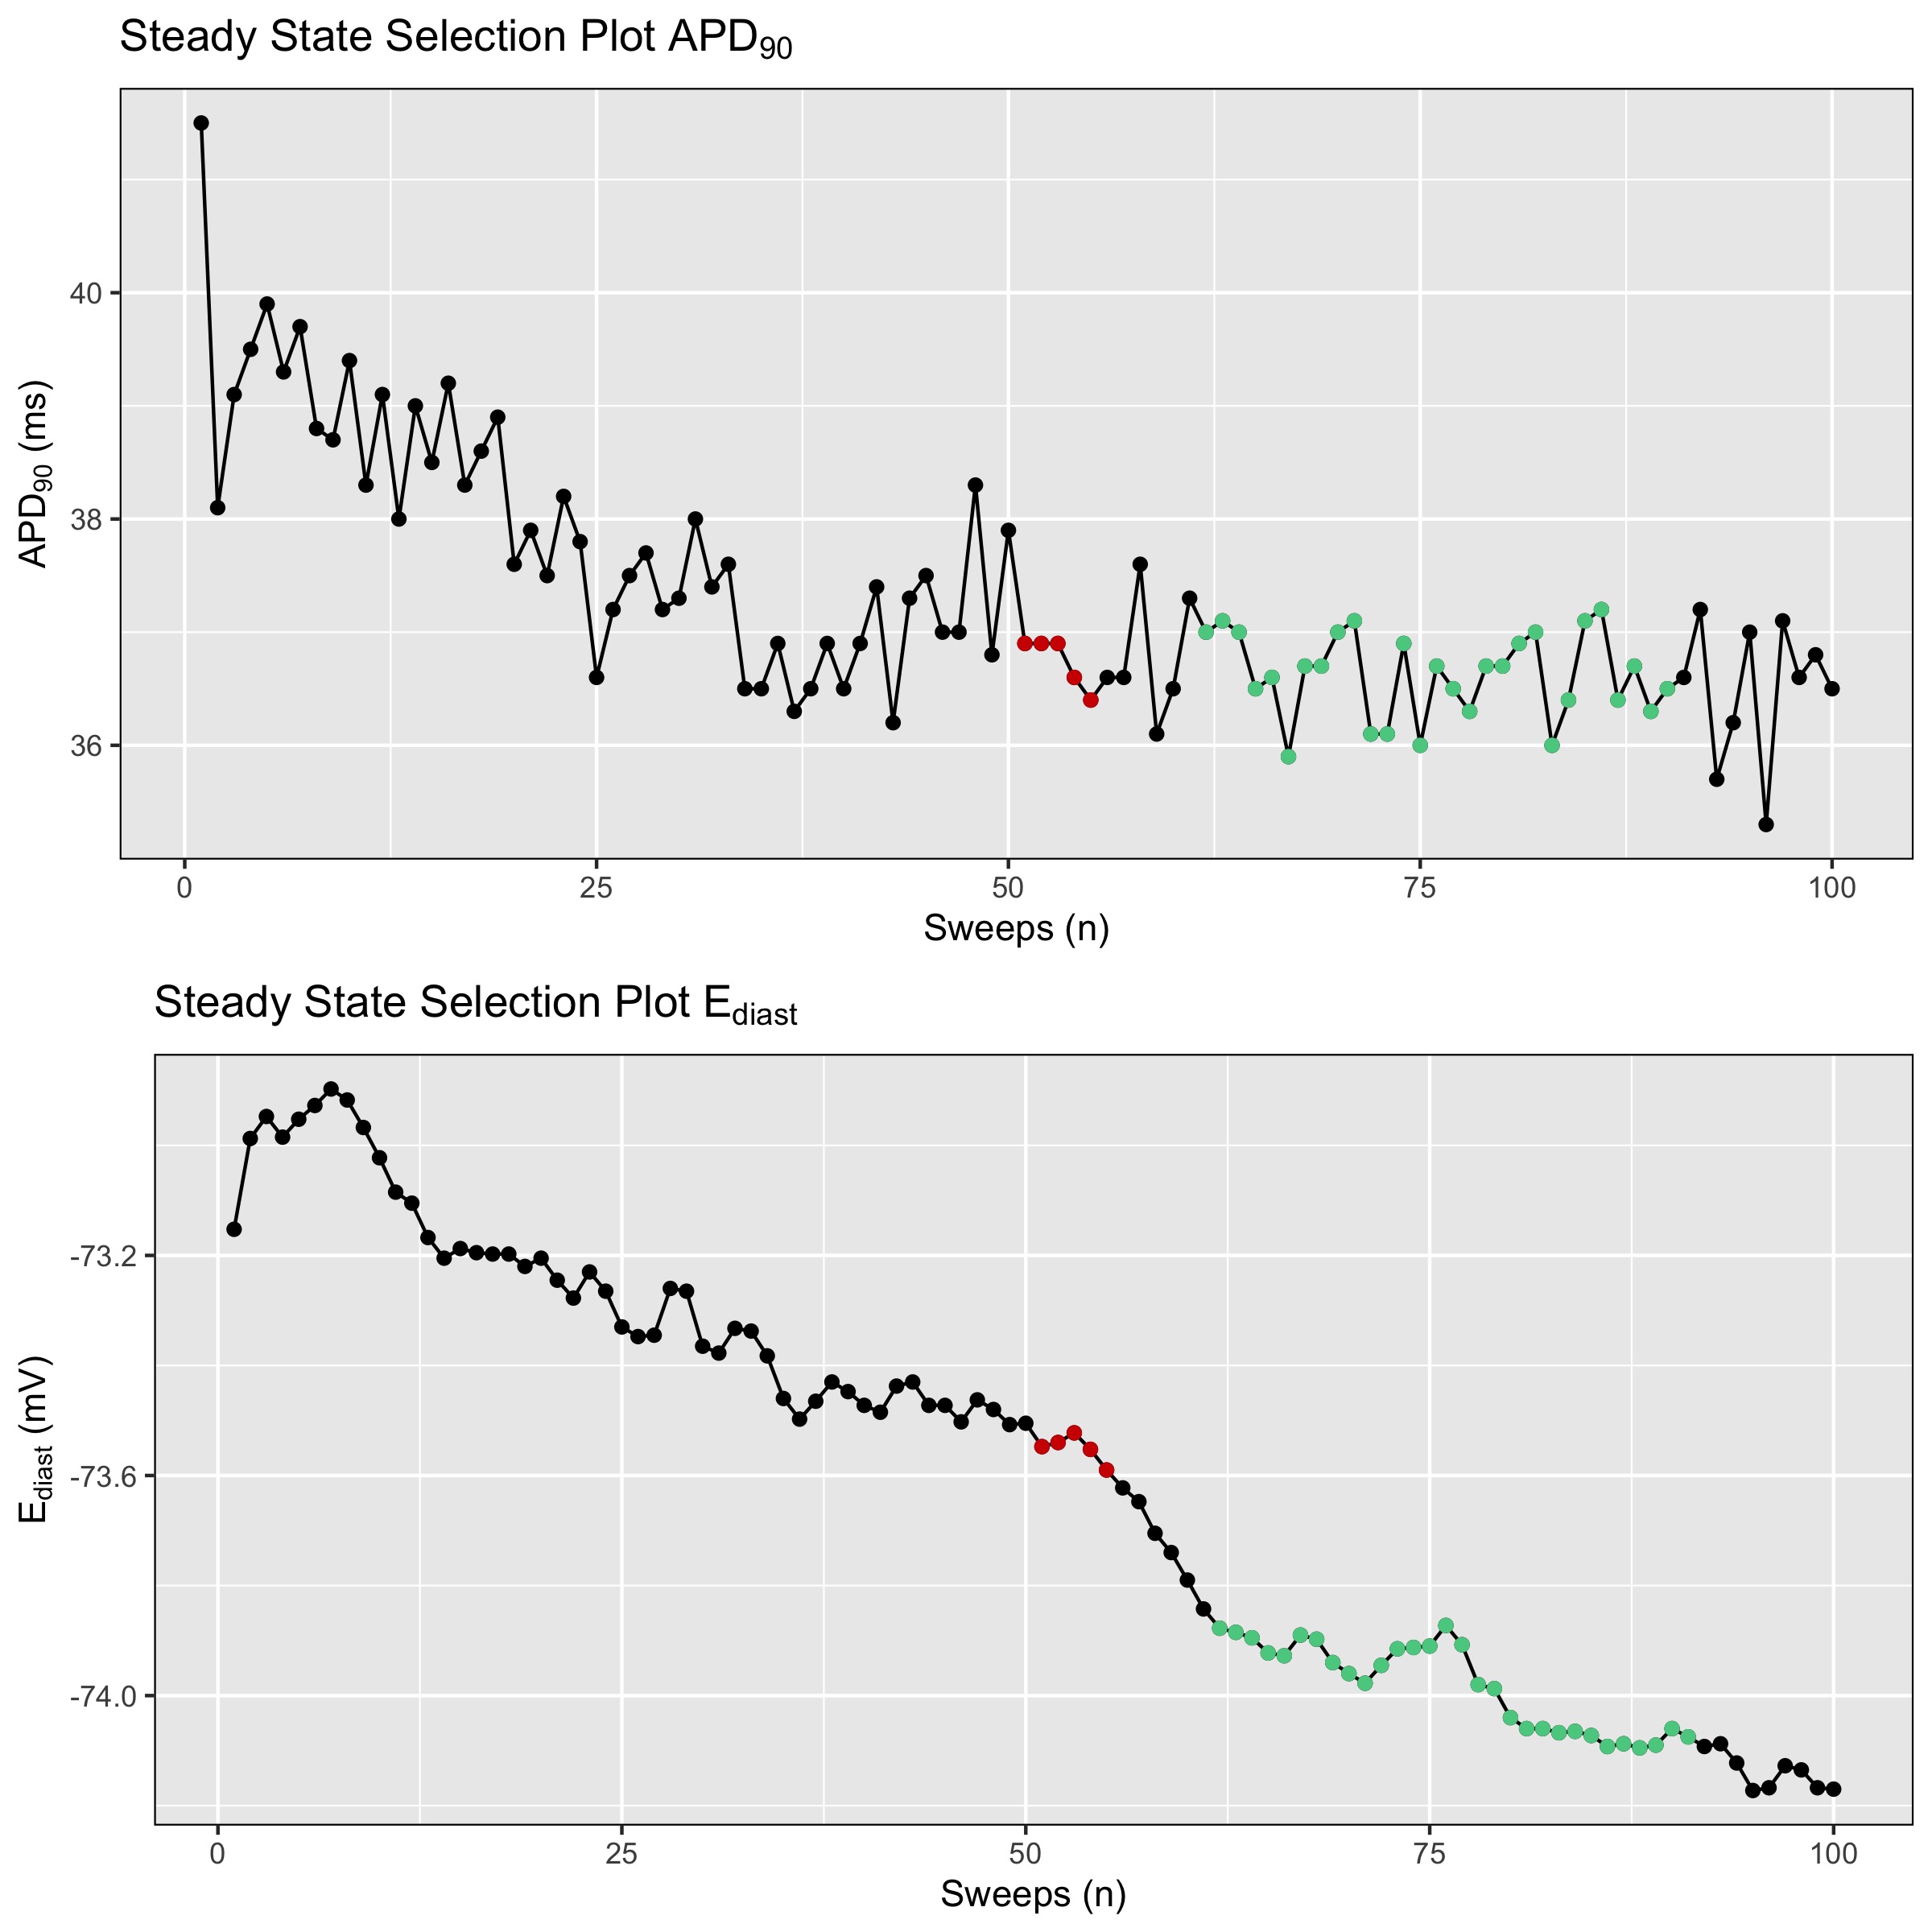 Steady State Selection Plot APD90
APD90 (ms)
40
38
36
0 25 50 75 100
Sweeps (n)
Steady State Selection Plot Ediast
Ediast (mV)
-73.2
-73.6
-74.0
0 25 50 75 100
Sweeps (n)